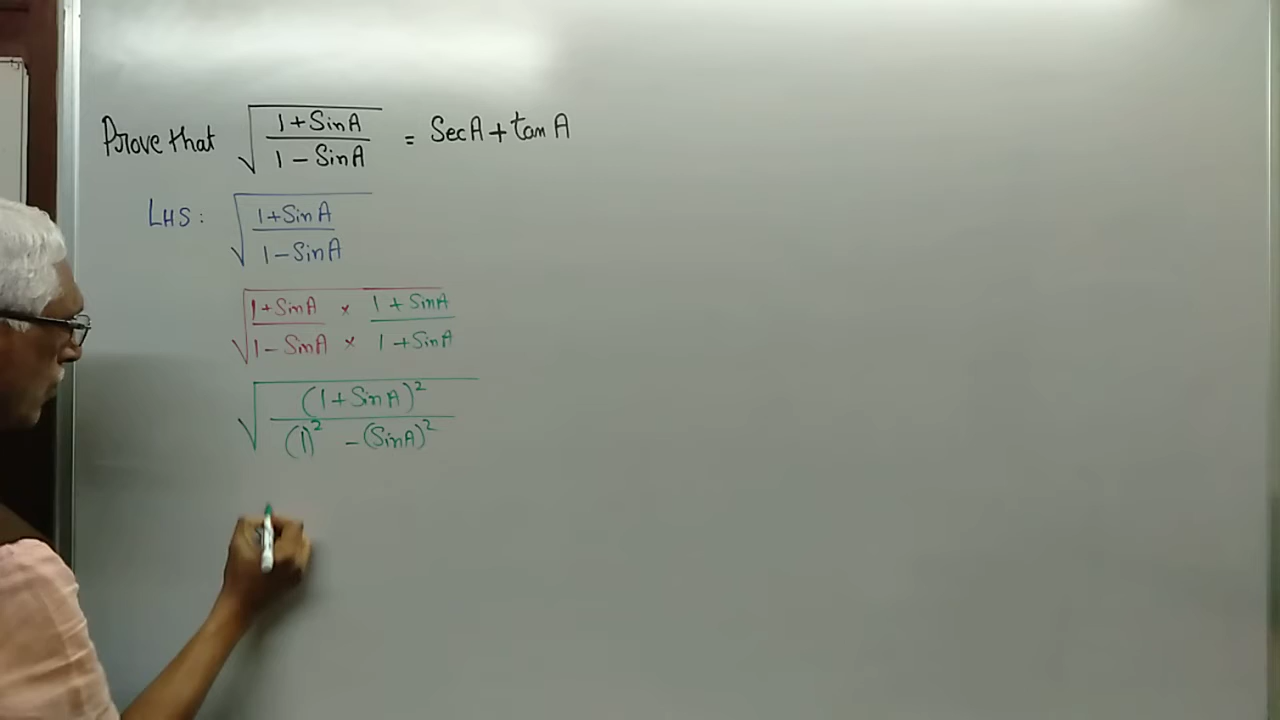 Prove that √((1+SinA)/(1-SinA)) = SecA+tanA
LHS: √((1+SinA)/(1-SinA))
√((1+SinA × 1+SinA)/(1-SinA × 1+SinA))
√((1+SinA)²/((1)² -(SinA)²))